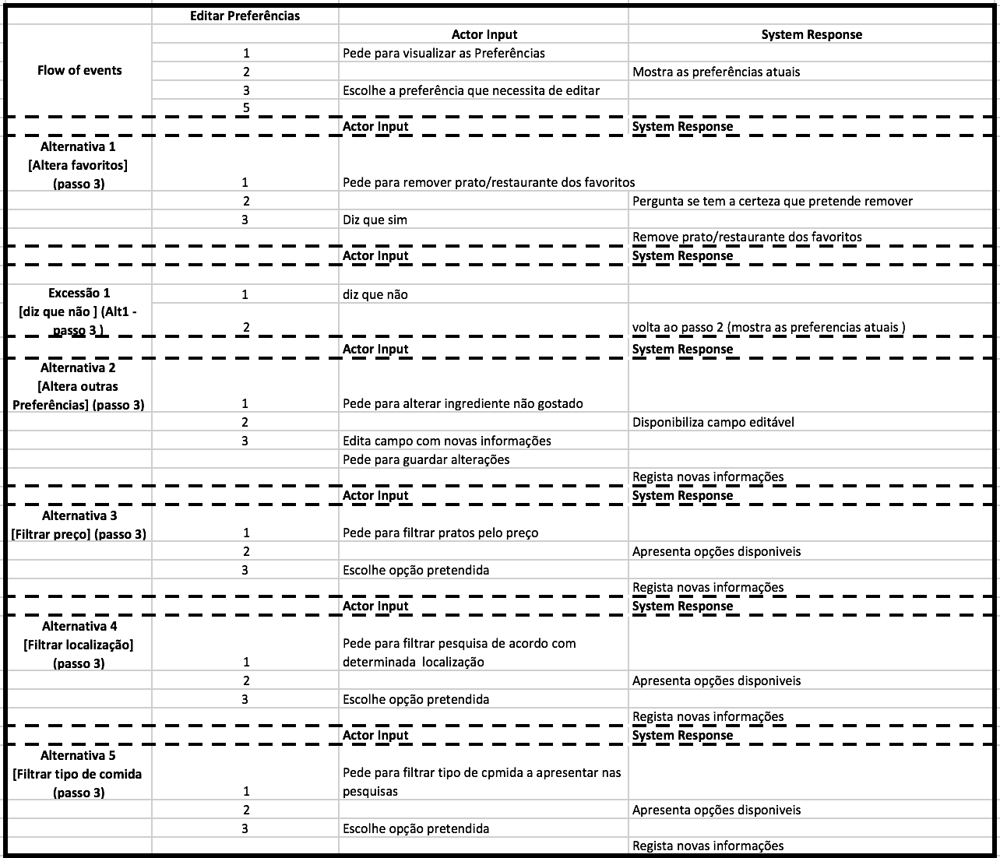 Editar Preferências
Actor Input System Response
Flow of events
1 Pede para visualizar as Preferências
2 Mostra as preferências atuais
3 Escolhe a preferência que necessita de editar
5
Actor Input System Response
Alternativa 1
[Altera favoritos]
(passo 3)
1 Pede para remover prato/restaurante dos favoritos
2 Pergunta se tem a certeza que pretende remover
3 Diz que sim
Remove prato/restaurante dos favoritos
Actor Input System Response
Excessão 1
[diz que não ] (Alt1 -
passo 3 )
1 diz que não
2 volta ao passo 2 (mostra as preferencias atuais )
Actor Input System Response
Alternativa 2
[Altera outras
Preferências] (passo 3)
1 Pede para alterar ingrediente não gostado
2 Disponibiliza campo editável
3 Edita campo com novas informações
Pede para guardar alterações
Regista novas informações
Actor Input System Response
Alternativa 3
[Filtrar preço] (passo 3)
1 Pede para filtrar pratos pelo preço
2 Apresenta opções disponiveis
3 Escolhe opção pretendida
Regista novas informações
Actor Input System Response
Alternativa 4
[Filtrar localização]
(passo 3)
Pede para filtrar pesquisa de acordo com
1 determinada  localização
2 Apresenta opções disponiveis
3 Escolhe opção pretendida
Regista novas informações
Actor Input System Response
Alternativa 5
[Filtrar tipo de comida
(passo 3)
Pede para filtrar tipo de cpmida a apresentar nas
1 pesquisas
2 Apresenta opções disponiveis
3 Escolhe opção pretendida
Regista novas informações